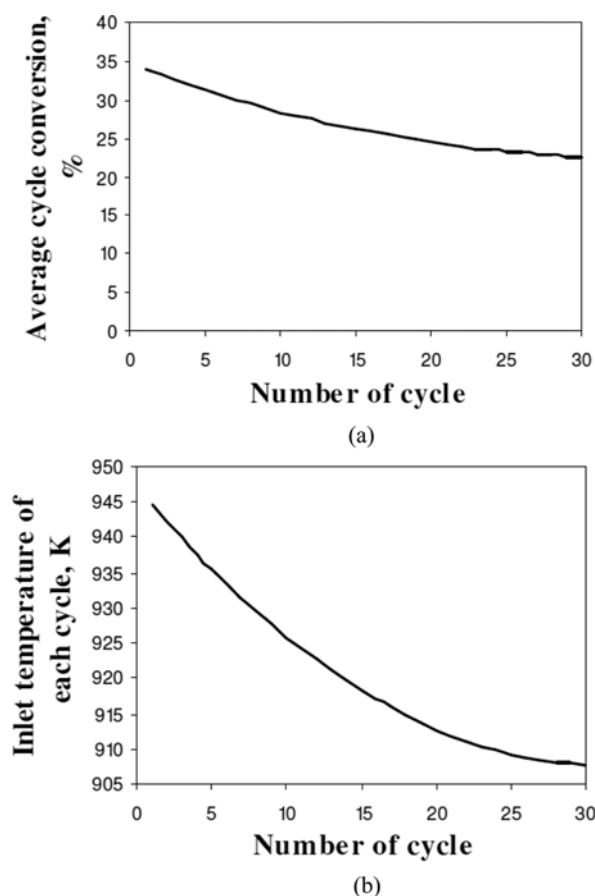 Average cycle conversion,
%
40
35
30
25
20
15
10
5
0
0 5 10 15 20 25 30
Number of cycle
(a)
Inlet temperature of
each cycle, K
950
945
940
935
930
925
920
915
910
905
0 5 10 15 20 25 30
Number of cycle
(b)